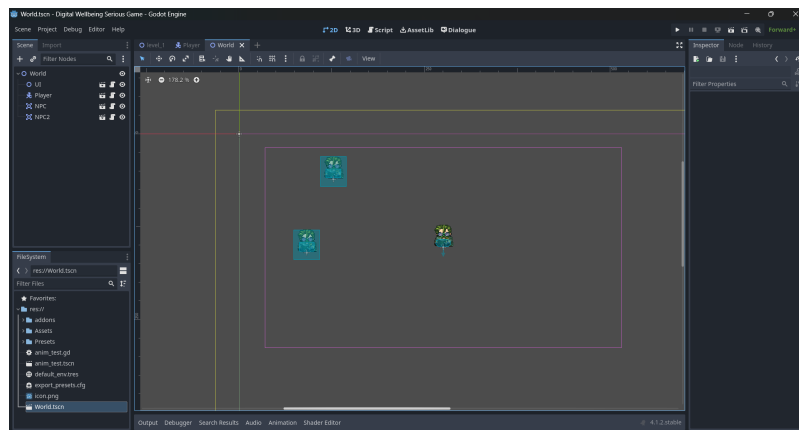 World.tscn - Digital Wellbeing Serious Game - Godot Engine
Scene Project Debug Editor Help
2D 3D Script AssetLib Dialogue
Forward+
Scene Import
level_1 Player World
Inspector Node History
Filter Nodes
View
World
178.2 %
UI
Filter Properties
Player
NPC
NPC2
FileSystem
res://World.tscn
Filter Files
Favorites:
res://
addons
Assets
Presets
anim_test.gd
anim_test.tscn
default_env.tres
export_presets.cfg
icon.png
World.tscn
Output Debugger Search Results Audio Animation Shader Editor
4.1.2.stable